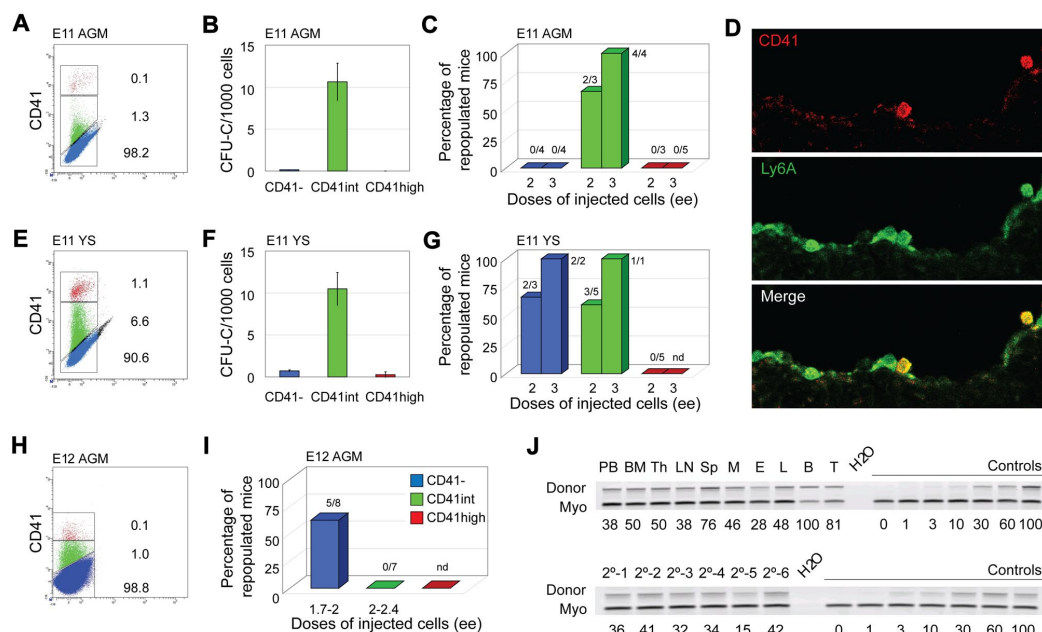 A
E11 AGM
CD41
0.1
1.3
98.2
B
E11 AGM
CFU-C/1000 cells
15
10
5
0
CD41- CD41int CD41high
C
E11 AGM
Percentage of
repopulated mice
100
75
50
25
0
0/4 0/4
2/3
4/4
0/3 0/5
2 3 2 3 2 3
Doses of injected cells (ee)
D
CD41
Ly6A
Merge
E
E11 YS
CD41
1.1
6.6
90.6
F
E11 YS
CFU-C/1000 cells
15
10
5
0
CD41- CD41int CD41high
G
E11 YS
Percentage of
repopulated mice
100
75
50
25
0
2/3
2/2
3/5
1/1
0/5 nd
2 3 2 3 2 3
Doses of injected cells (ee)
H
E12 AGM
CD41
0.1
1.0
98.8
I
E12 AGM
Percentage of
repopulated mice
100
75
50
25
0
5/8
0/7
nd
CD41-
CD41int
CD41high
1.7-2 2-2.4
Doses of injected cells (ee)
J
PB BM Th LN Sp M E L B T H2O Controls
Donor
Myo
38 50 50 38 76 46 28 48 100 81 0 1 3 10 30 60 100
2º-1 2º-2 2º-3 2º-4 2º-5 2º-6 H2O Controls
Donor
Myo
36 41 32 34 15 42 0 1 3 10 30 60 100